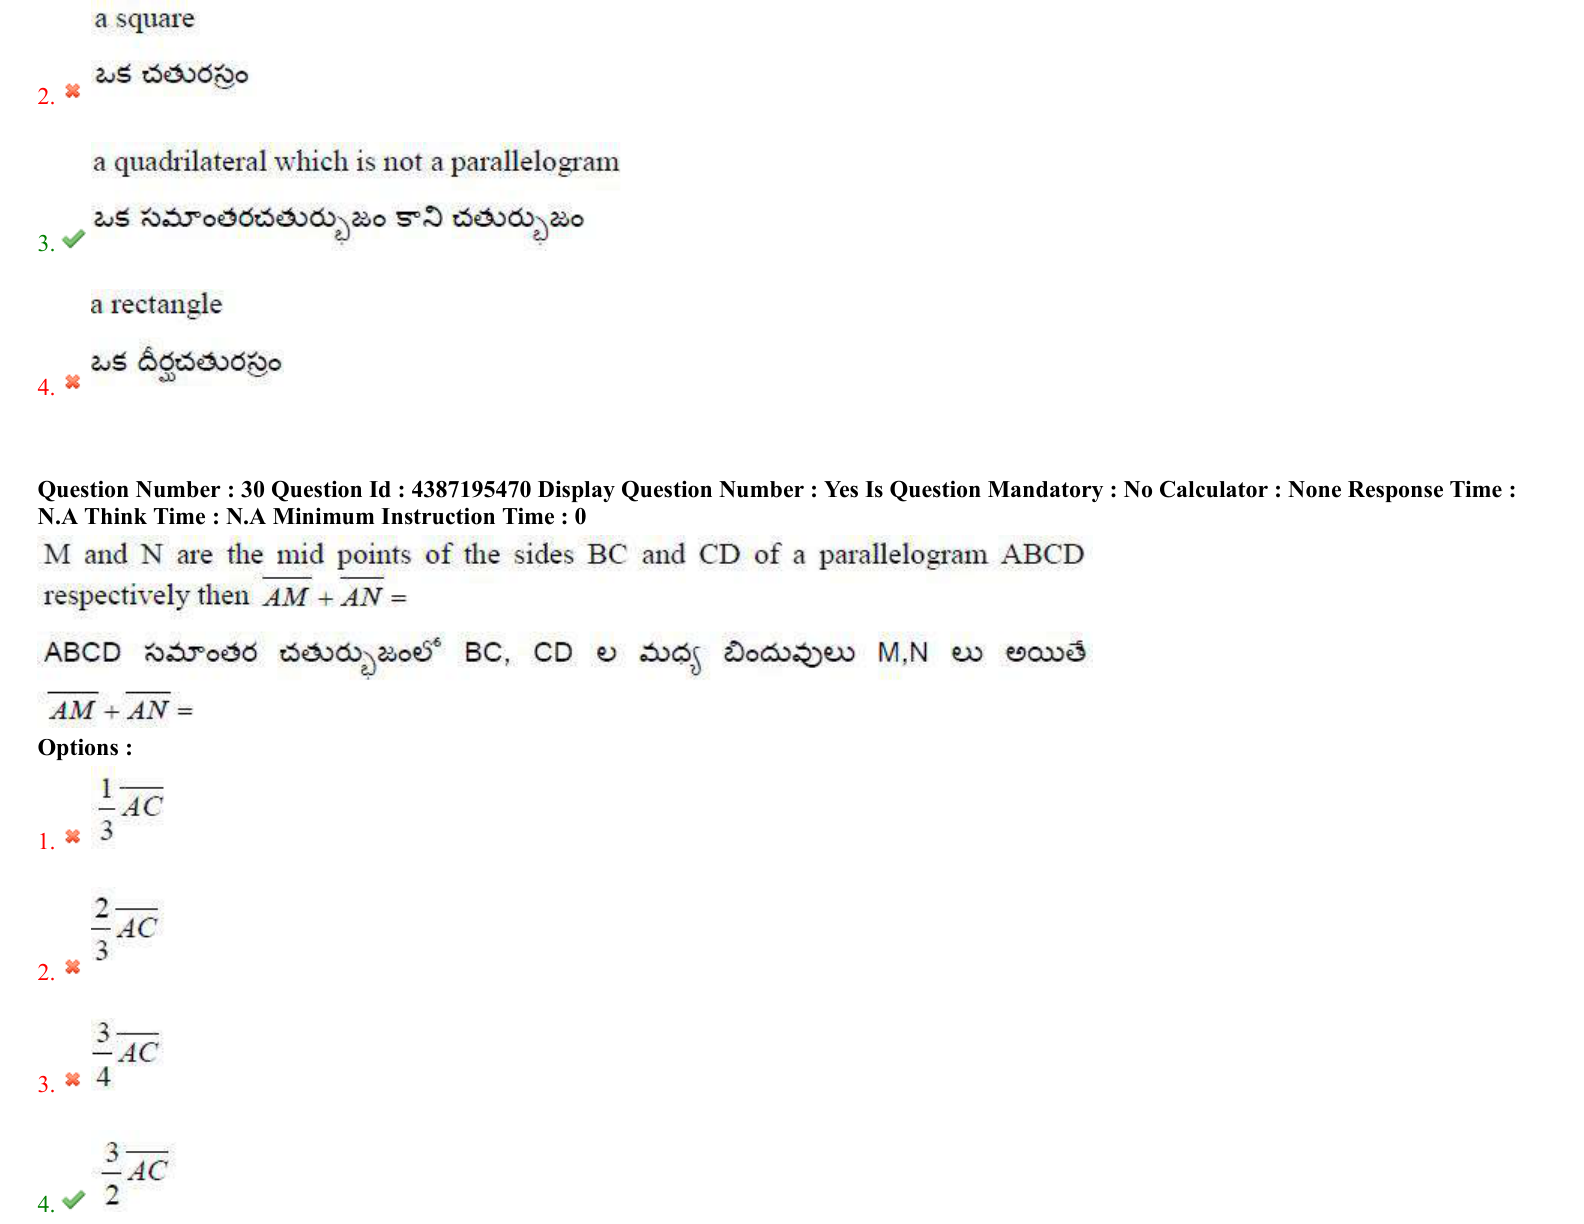 a square
ఒక చతురస్రం
2.
a quadrilateral which is not a parallelogram
ఒక సమాంతరచతుర్భుజం కాని చతుర్భుజం
3.
a rectangle
ఒక దీర్ఘచతురస్రం
4.
Question Number : 30 Question Id : 4387195470 Display Question Number : Yes Is Question Mandatory : No Calculator : None Response Time :
N.A Think Time : N.A Minimum Instruction Time : 0
M and N are the mid points of the sides BC and CD of a parallelogram ABCD
respectively then \overline{AM} + \overline{AN} =
ABCD సమాంతర చతుర్భుజంలో BC, CD ల మధ్య బిందువులు M,N లు అయితే
\overline{AM} + \overline{AN} =
Options :
\frac{1}{3}\overline{AC}
1.
\frac{2}{3}\overline{AC}
2.
\frac{3}{4}\overline{AC}
3.
\frac{3}{2}\overline{AC}
4.